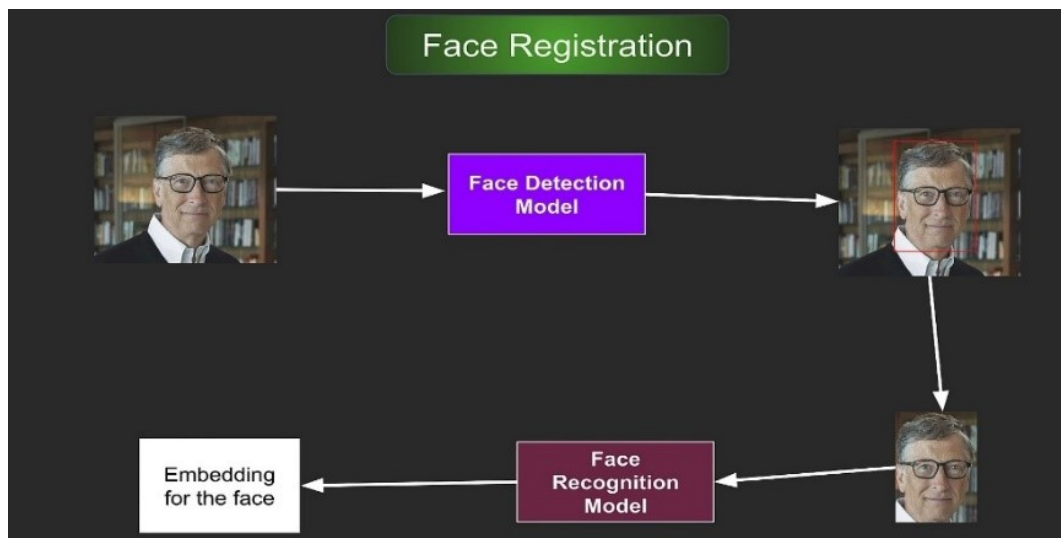 Face Registration
Face Detection
Model
Face
Recognition
Model
Embedding
for the face